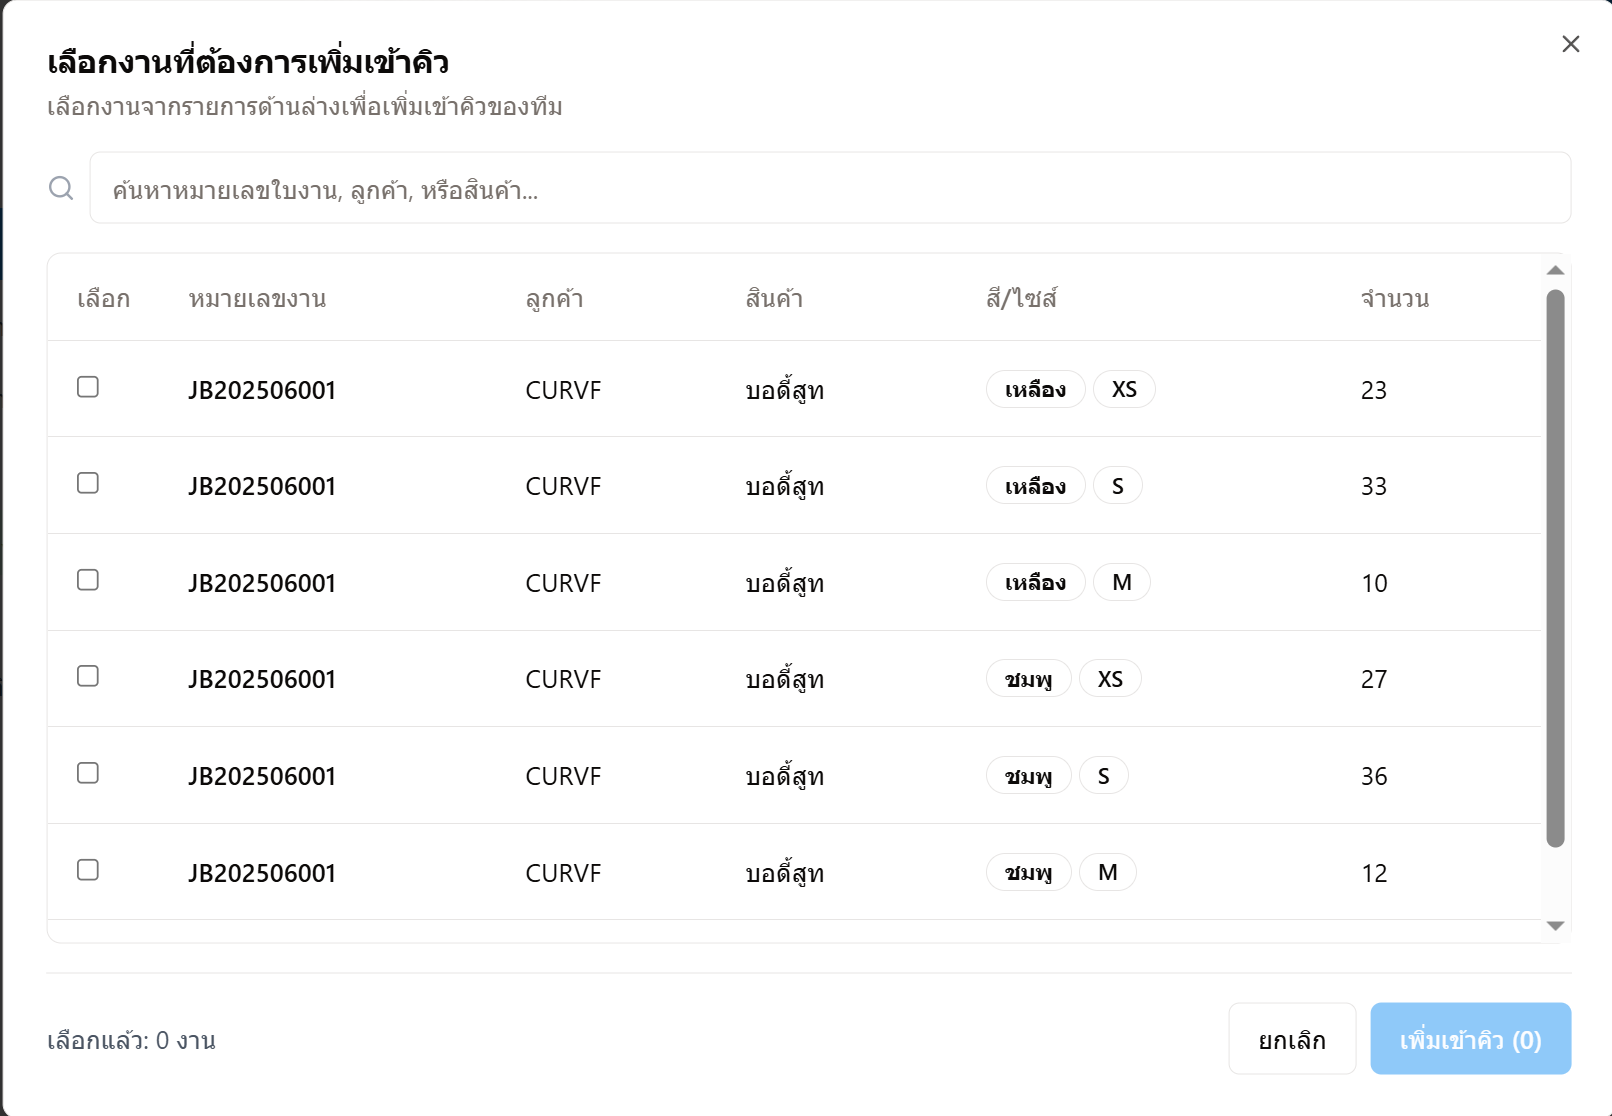 เลือกงานที่ต้องการเพิ่มเข้าคิว
เลือกงานจากรายการด้านล่างเพื่อเพิ่มเข้าคิวของทีม
ค้นหาหมายเลขใบงาน, ลูกค้า, หรือสินค้า...
เลือก หมายเลขงาน ลูกค้า สินค้า สี/ไซส์ จำนวน
JB202506001 CURVF บอดี้สูท เหลือง XS 23
JB202506001 CURVF บอดี้สูท เหลือง S 33
JB202506001 CURVF บอดี้สูท เหลือง M 10
JB202506001 CURVF บอดี้สูท ชมพู XS 27
JB202506001 CURVF บอดี้สูท ชมพู S 36
JB202506001 CURVF บอดี้สูท ชมพู M 12
เลือกแล้ว: 0 งาน ยกเลิก เพิ่มเข้าคิว (0)